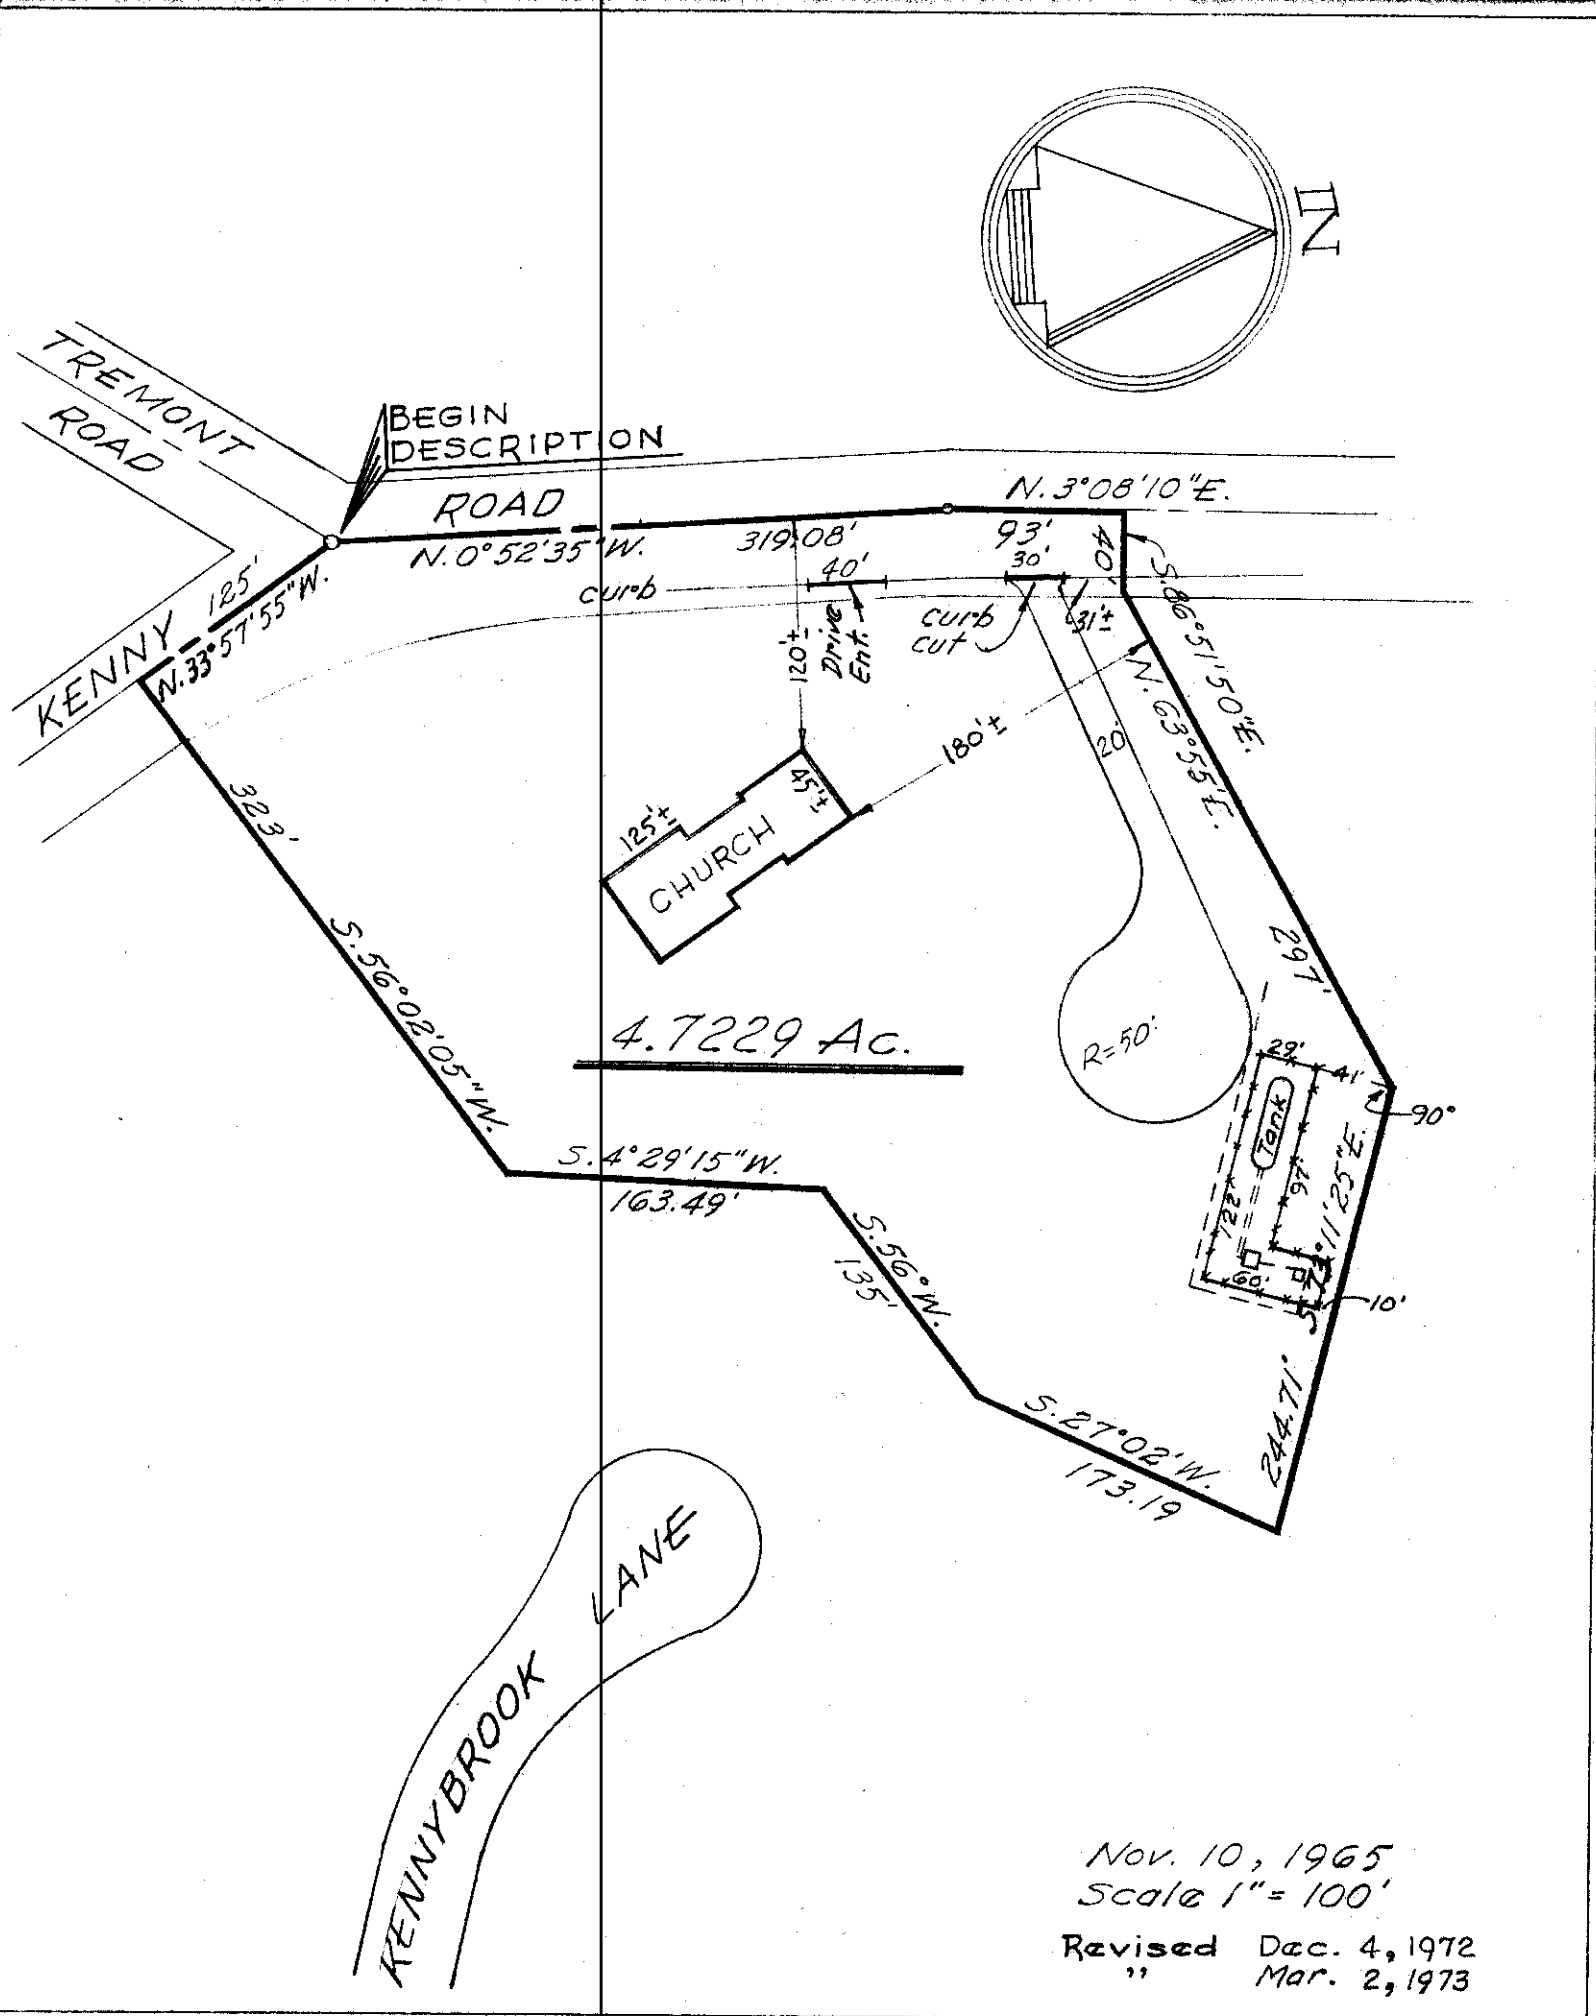 N
TREMONT
ROAD
BEGIN
DESCRIPTION
ROAD
N. 3°08'10"E.
N. 0°52'35"W.
319.08'
93'
40'
S. 86°51'50"E.
KENNY
125'
N. 33°57'55"W.
curb
40'
Drive
Ent.
30'
curb
cut
31'±
120'±
180'±
20'
N. 63°55'E.
297'
45'±
125'±
CHURCH
323'
S. 56°02'05"W.
4.7229 Ac.
R=50'
29'
41'
90°
Tank
97'
122'
60'
10'
S. 73°11'25"E.
244.71'
S. 4°29'15"W.
163.49'
S. 56°W.
135'
S. 27°02'W.
173.19
KENNYBROOK LANE
Nov. 10, 1965
Scale 1" = 100'
Revised Dec. 4, 1972
" Mar. 2, 1973